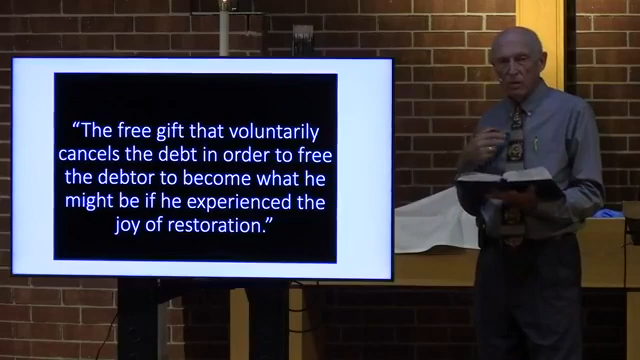 “The free gift that voluntarily
cancels the debt in order to free
the debtor to become what he
might be if he experienced the
joy of restoration.”